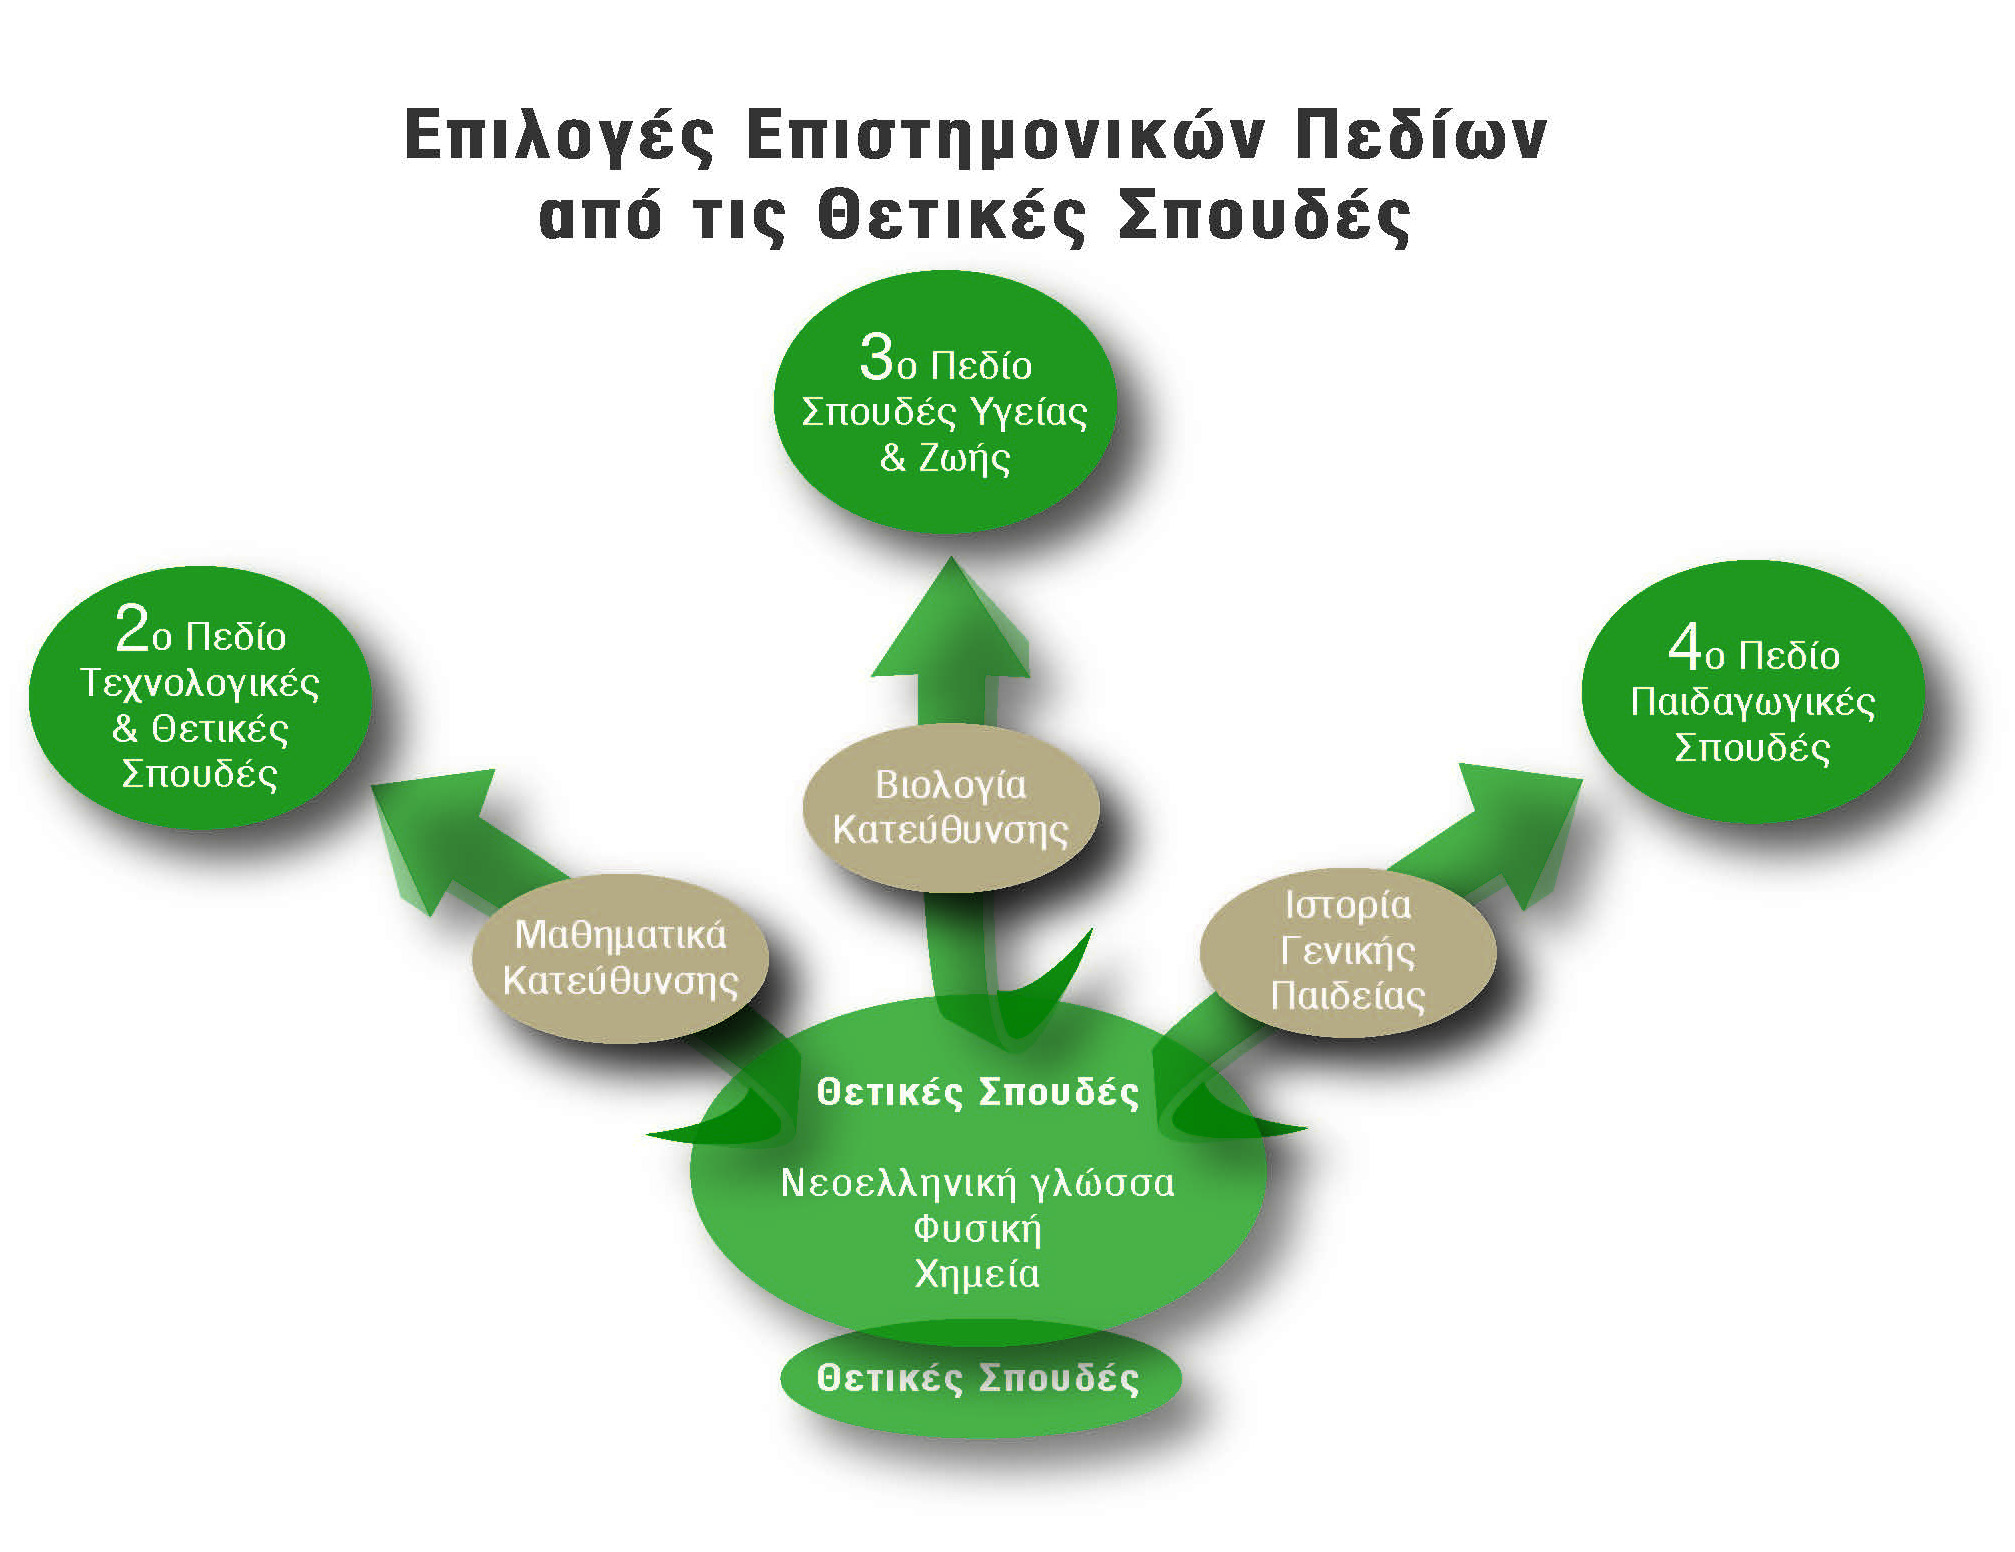 Επιλογές Επιστημονικών Πεδίων
από τις Θετικές Σπουδές
3ο Πεδίο
Σπουδές Υγείας
& Ζωής
2ο Πεδίο
Τεχνολογικές
& Θετικές
Σπουδές
4ο Πεδίο
Παιδαγωγικές
Σπουδές
Βιολογία
Κατεύθυνσης
Μαθηματικά
Κατεύθυνσης
Ιστορία
Γενικής
Παιδείας
Θετικές Σπουδές
Νεοελληνική γλώσσα
Φυσική
Χημεία
Θετικές Σπουδές